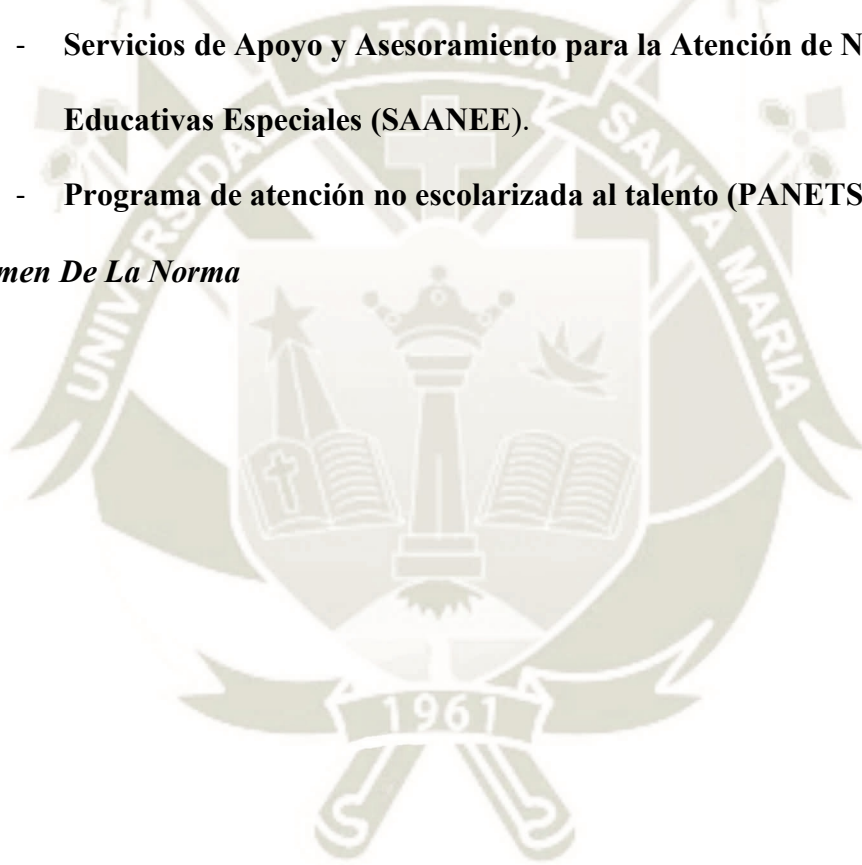 - Servicios de Apoyo y Asesoramiento para la Atención de N
Educativas Especiales (SAANEE).
- Programa de atención no escolarizada al talento (PANETS
men De La Norma
UNIVERSIDAD CATOLICA SANTA MARIA
1961